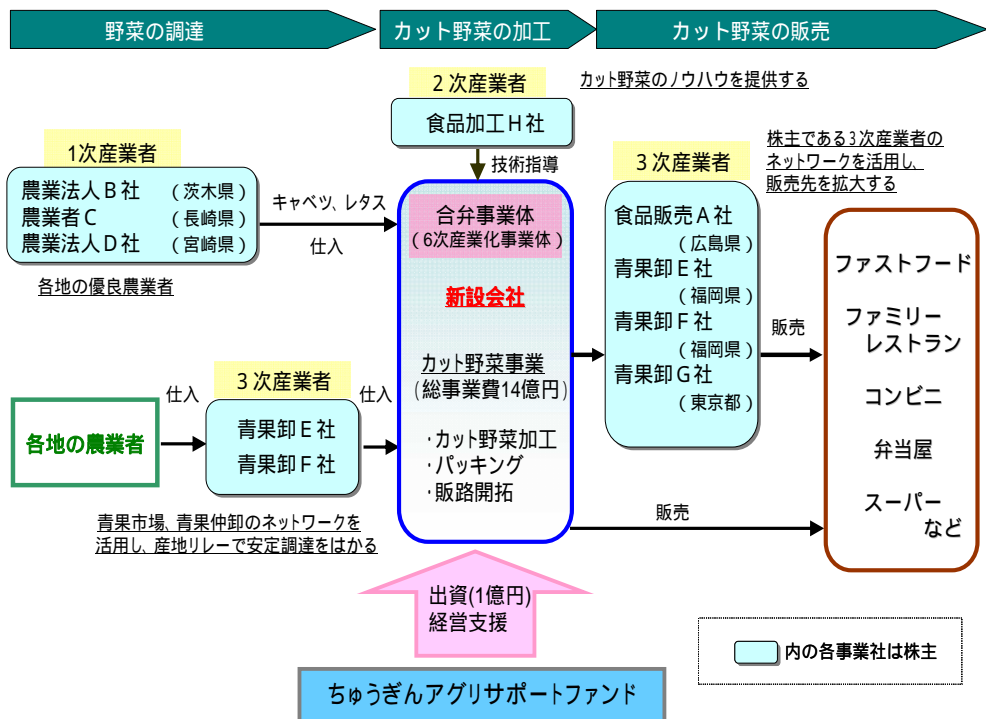 野菜の調達
カット野菜の加工
カット野菜の販売
2次産業者
カット野菜のノウハウを提供する
食品加工H社
技術指導
1次産業者
農業法人B社 (茨木県)
農業者C (長崎県)
農業法人D社 (宮崎県)
各地の優良農業者
キャベツ、レタス
仕入
合弁事業体
(6次産業化事業体)
新設会社
カット野菜事業
(総事業費14億円)
・カット野菜加工
・パッキング
・販路開拓
3次産業者
食品販売A社
(広島県)
青果卸E社
(福岡県)
青果卸F社
(福岡県)
青果卸G社
(東京都)
株主である3次産業者の
ネットワークを活用し、
販売先を拡大する
販売
ファストフード
ファミリー
レストラン
コンビニ
弁当屋
スーパー
など
各地の農業者
仕入
3次産業者
青果卸E社
青果卸F社
仕入
青果市場、青果仲卸のネットワークを
活用し、産地リレーで安定調達をはかる
販売
出資(1億円)
経営支援
ちゅうぎんアグリサポートファンド
内の各事業社は株主